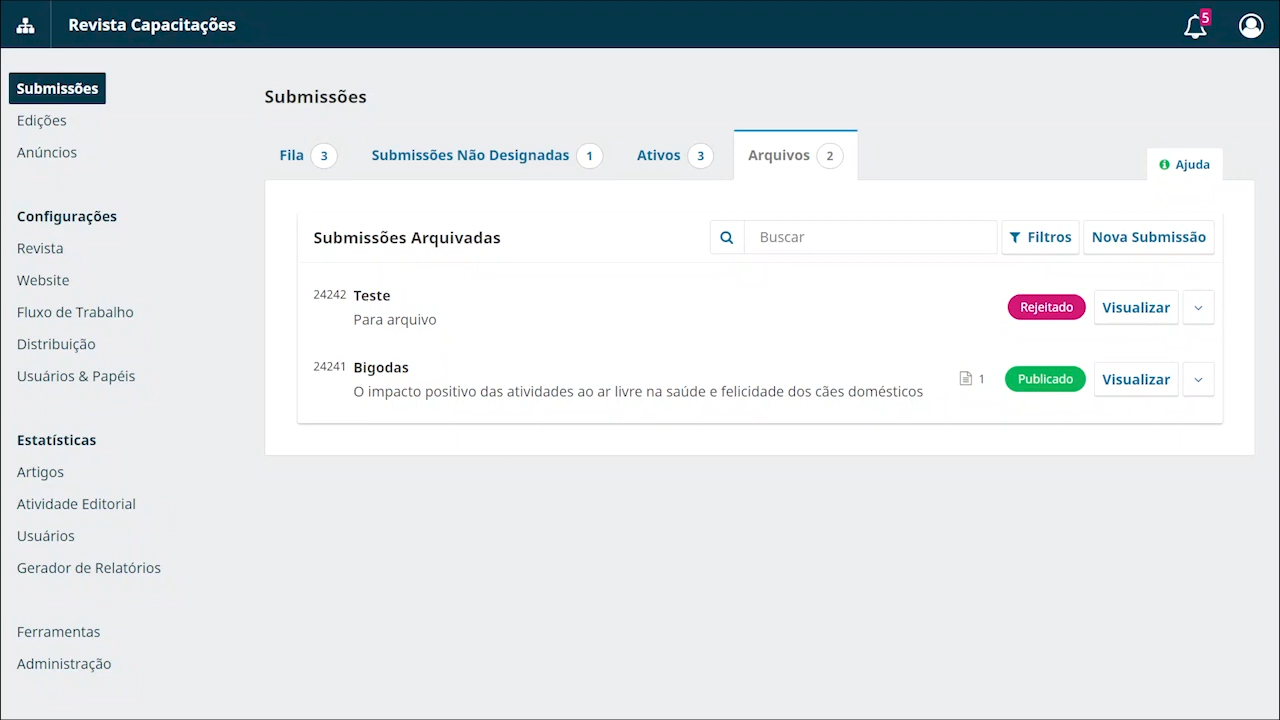 Revista Capacitações
5
Submissões
Edições
Anúncios
Configurações
Revista
Website
Fluxo de Trabalho
Distribuição
Usuários & Papéis
Estatísticas
Artigos
Atividade Editorial
Usuários
Gerador de Relatórios
Ferramentas
Administração
Submissões
Fila 3 Submissões Não Designadas 1 Ativos 3 Arquivos 2
Ajuda
Submissões Arquivadas Buscar Filtros Nova Submissão
24242 Teste
Para arquivo
Rejeitado Visualizar
24241 Bigodas
O impacto positivo das atividades ao ar livre na saúde e felicidade dos cães domésticos
1 Publicado Visualizar